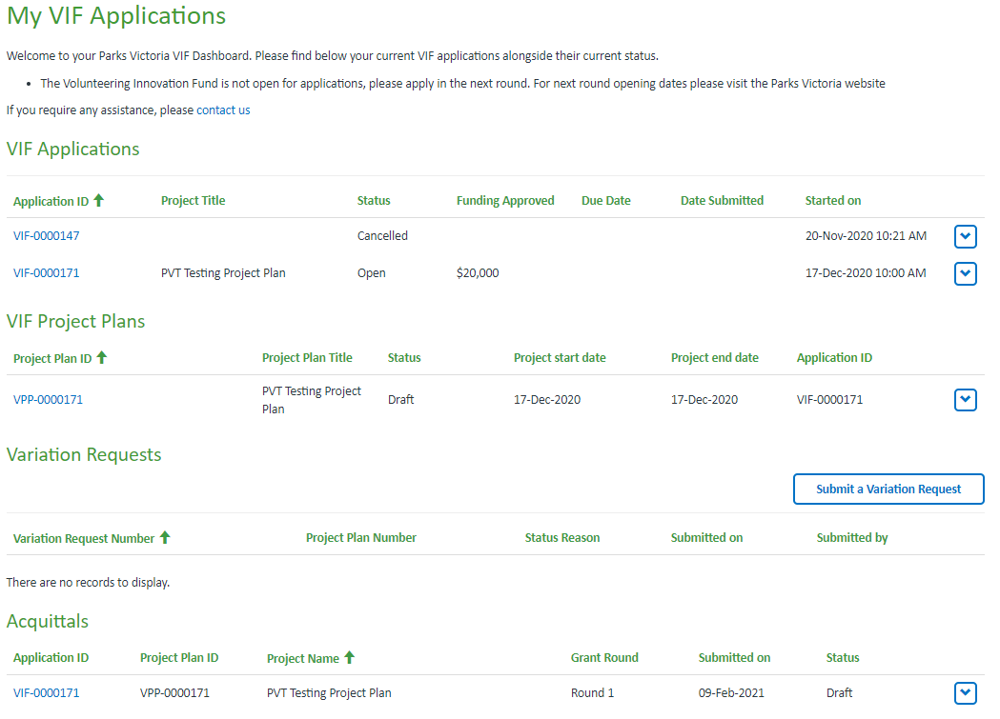 My VIF Applications
Welcome to your Parks Victoria VIF Dashboard. Please find below your current VIF applications alongside their current status.
• The Volunteering Innovation Fund is not open for applications, please apply in the next round. For next round opening dates please visit the Parks Victoria website
If you require any assistance, please contact us
VIF Applications
Application ID Project Title Status Funding Approved Due Date Date Submitted Started on
VIF-0000147 Cancelled 20-Nov-2020 10:21 AM
VIF-0000171 PVT Testing Project Plan Open $20,000 17-Dec-2020 10:00 AM
VIF Project Plans
Project Plan ID Project Plan Title Status Project start date Project end date Application ID
VPP-0000171 PVT Testing Project Plan Draft 17-Dec-2020 17-Dec-2020 VIF-0000171
Variation Requests
Submit a Variation Request
Variation Request Number Project Plan Number Status Reason Submitted on Submitted by
There are no records to display.
Acquittals
Application ID Project Plan ID Project Name Grant Round Submitted on Status
VIF-0000171 VPP-0000171 PVT Testing Project Plan Round 1 09-Feb-2021 Draft